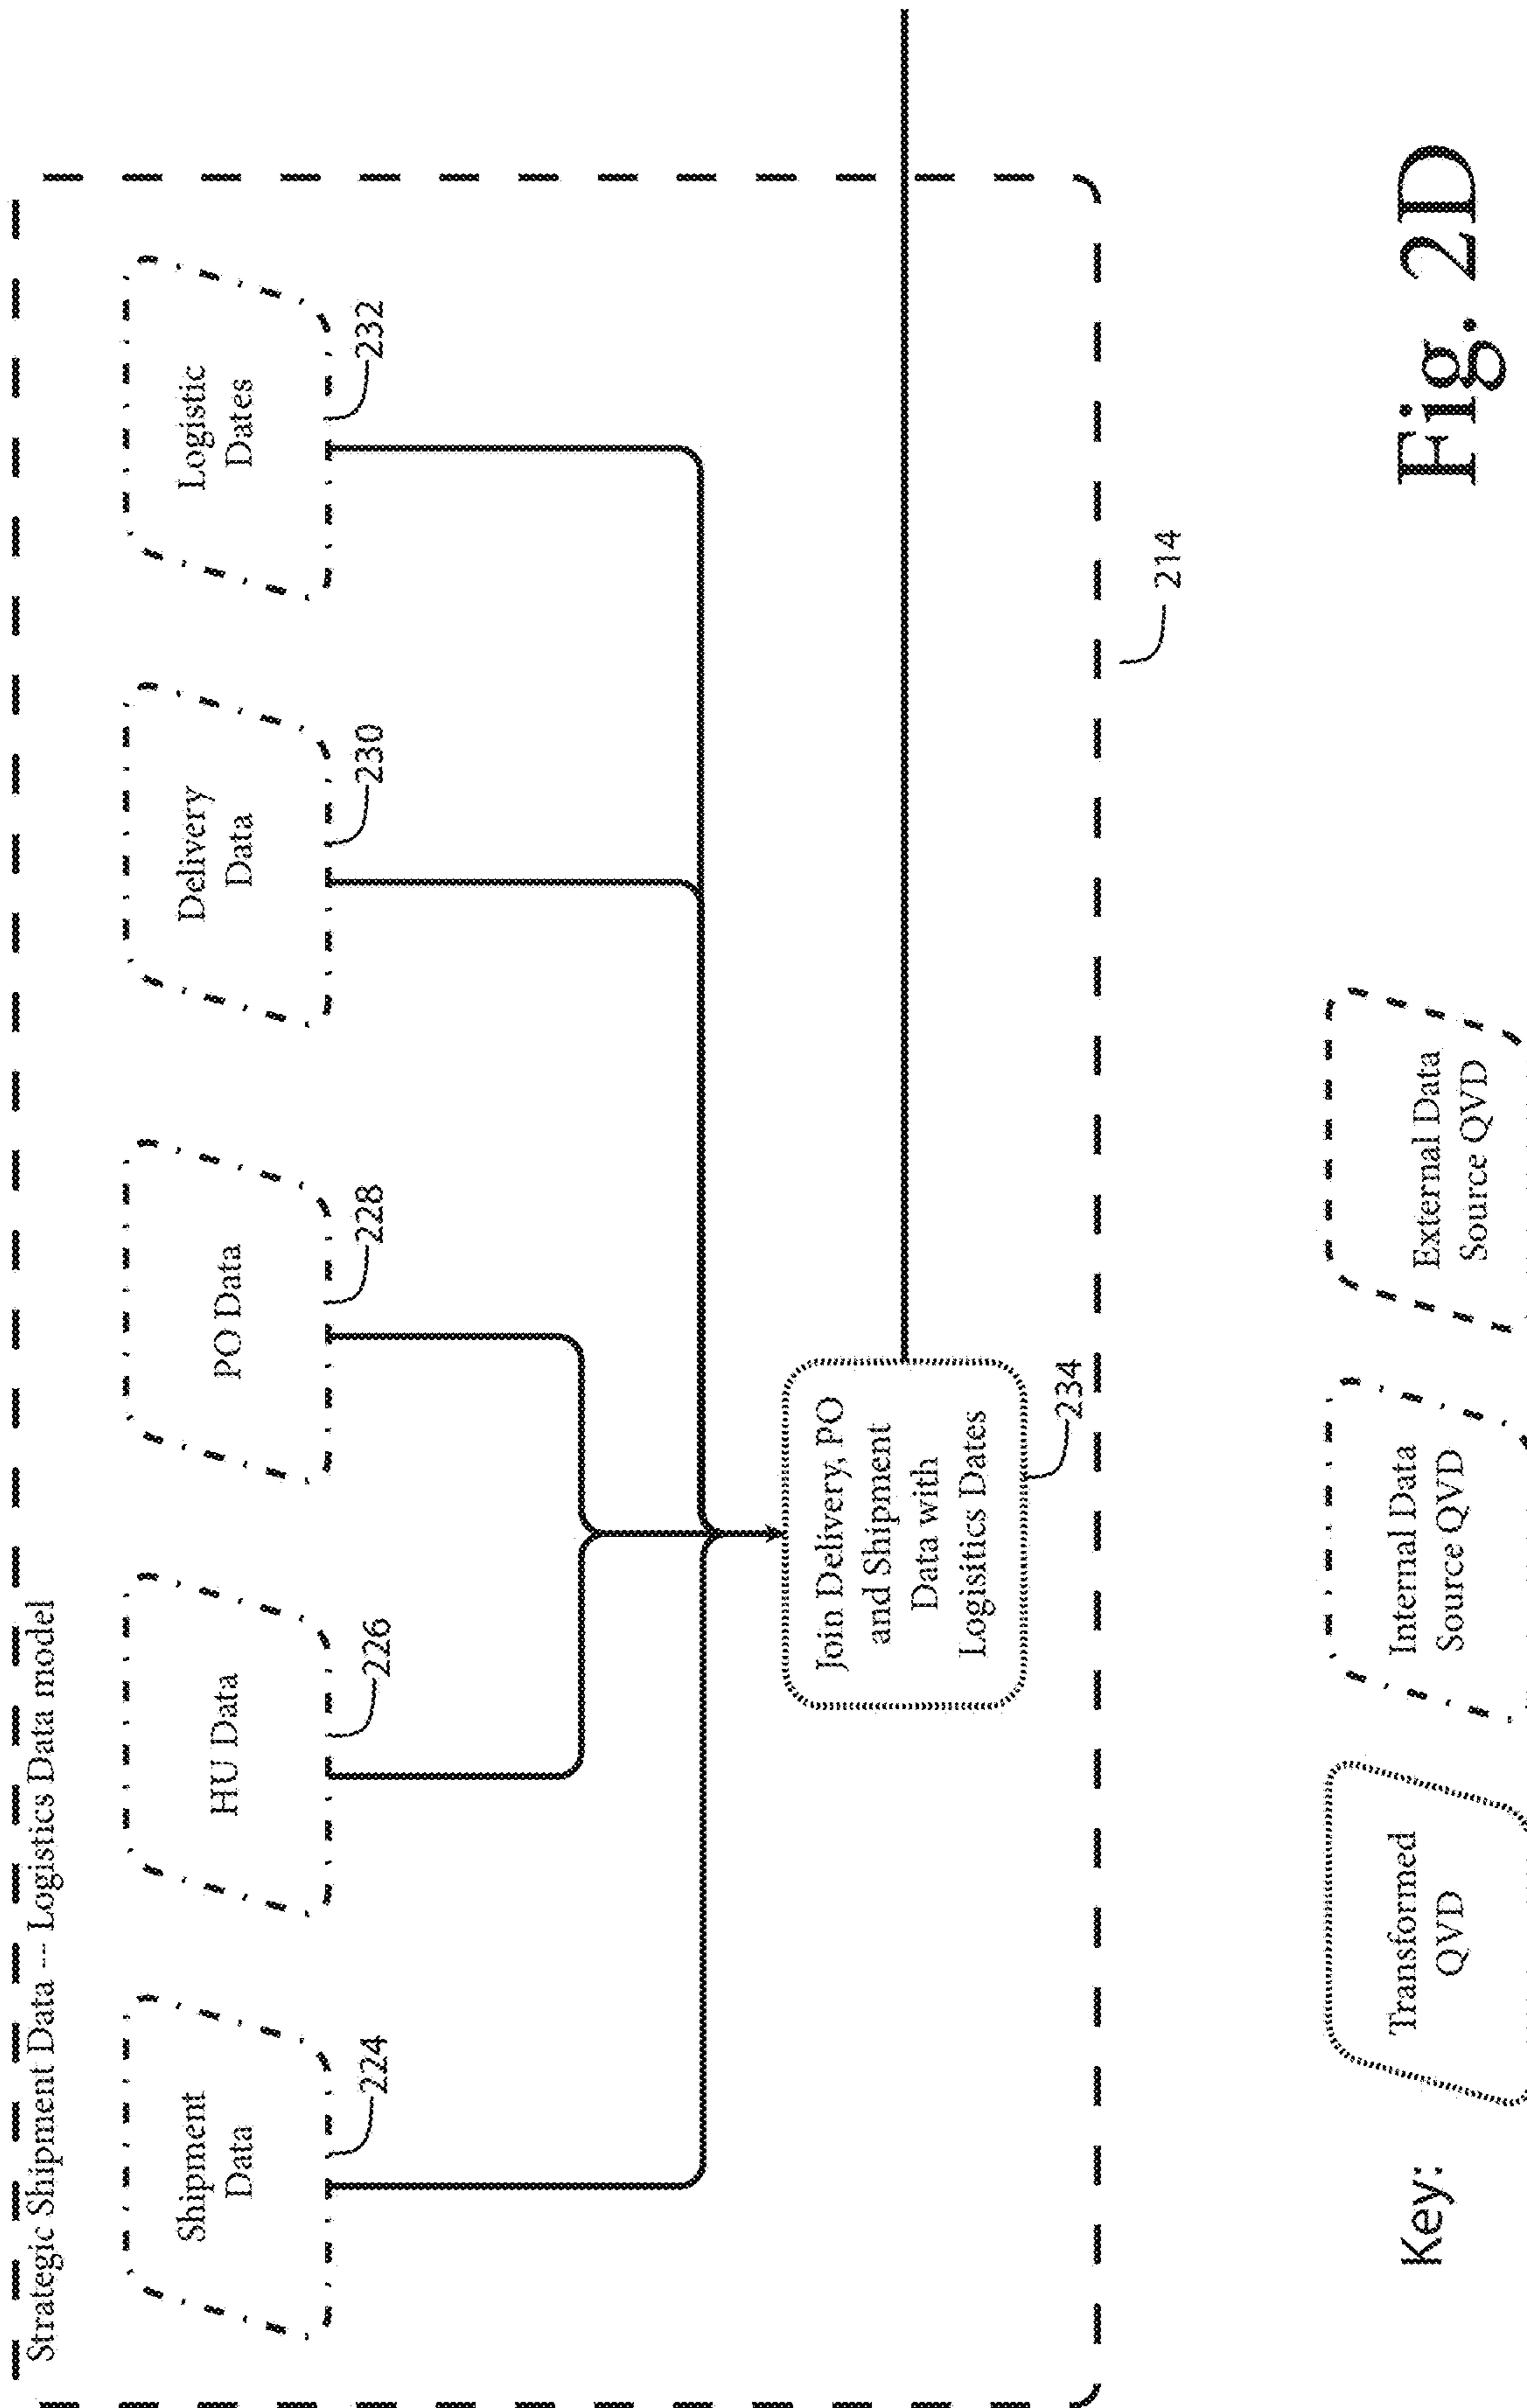 Strategic Shipment Data -- Logistics Data model
Shipment
Data
224
HU Data
226
PO Data
228
Delivery
Data
230
Logistic
Dates
232
Join Delivery, PO
and Shipment
Data with
Logisitics Dates
234
214
Key:
Transformed
QVD
Internal Data
Source QVD
External Data
Source QVD
Fig. 2D